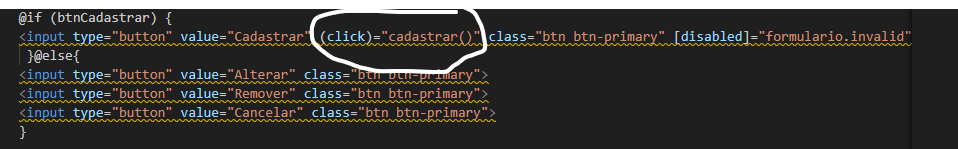 @if (btnCadastrar) {
<input type="button" value="Cadastrar" (click)="cadastrar()" class="btn btn-primary" [disabled]="formulario.invalid"
}@else{
<input type="button" value="Alterar" class="btn btn-primary">
<input type="button" value="Remover" class="btn btn-primary">
<input type="button" value="Cancelar" class="btn btn-primary">
}